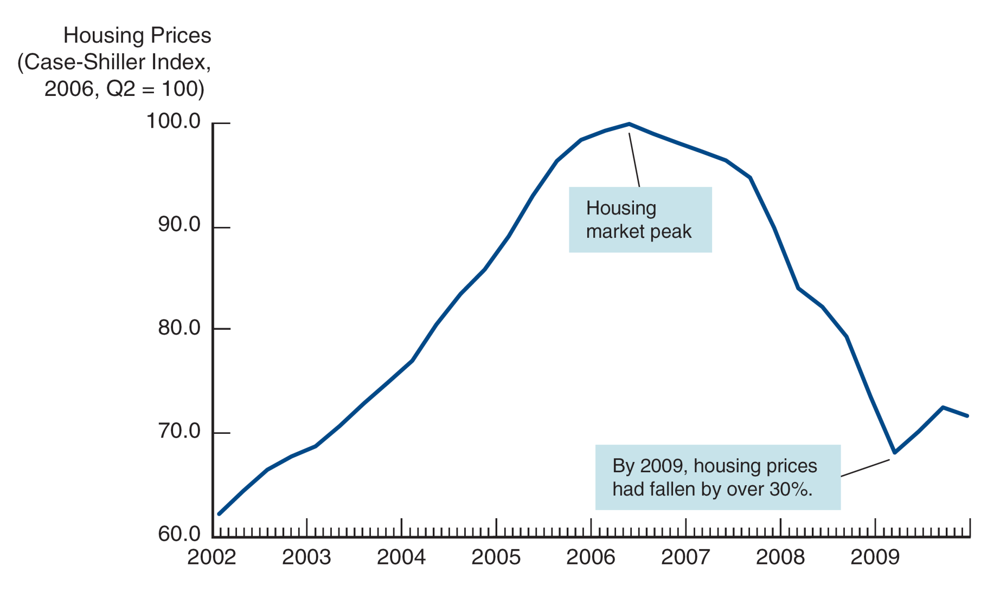 Housing Prices
(Case-Shiller Index,
2006, Q2 = 100)
100.0
90.0
80.0
70.0
60.0
Housing
market peak
By 2009, housing prices
had fallen by over 30%.
2002 2003 2004 2005 2006 2007 2008 2009